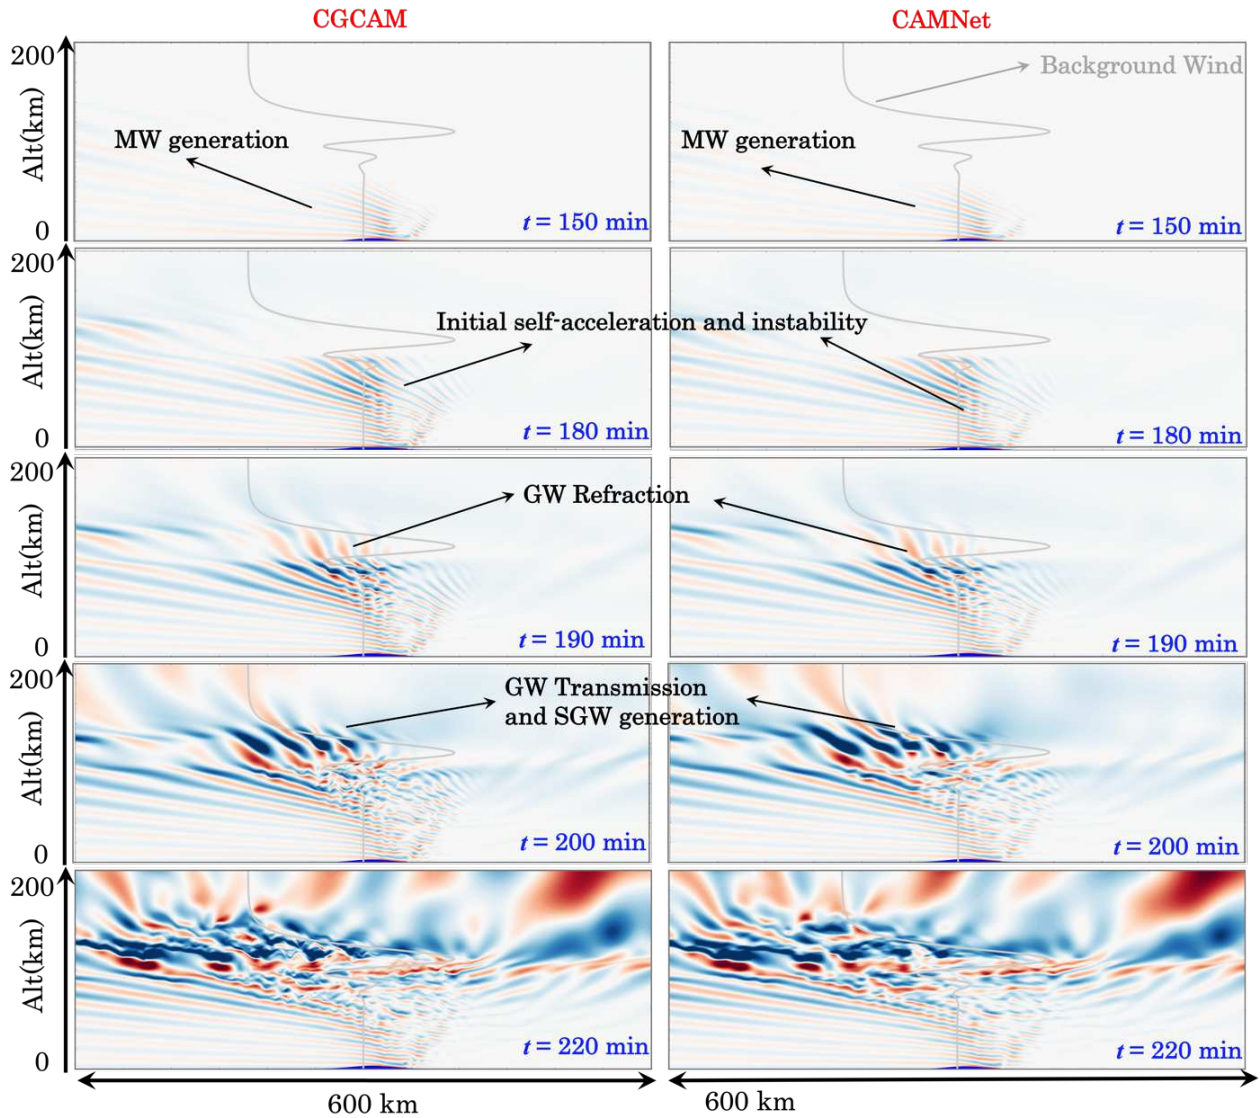 CGCAM
CAMNet
200
Alt(km)
0
MW generation
t = 150 min
Background Wind
MW generation
t = 150 min
200
Alt(km)
0
Initial self-acceleration and instability
t = 180 min
t = 180 min
200
Alt(km)
0
GW Refraction
t = 190 min
t = 190 min
200
Alt(km)
0
GW Transmission
and SGW generation
t = 200 min
t = 200 min
200
Alt(km)
0
t = 220 min
t = 220 min
600 km
600 km